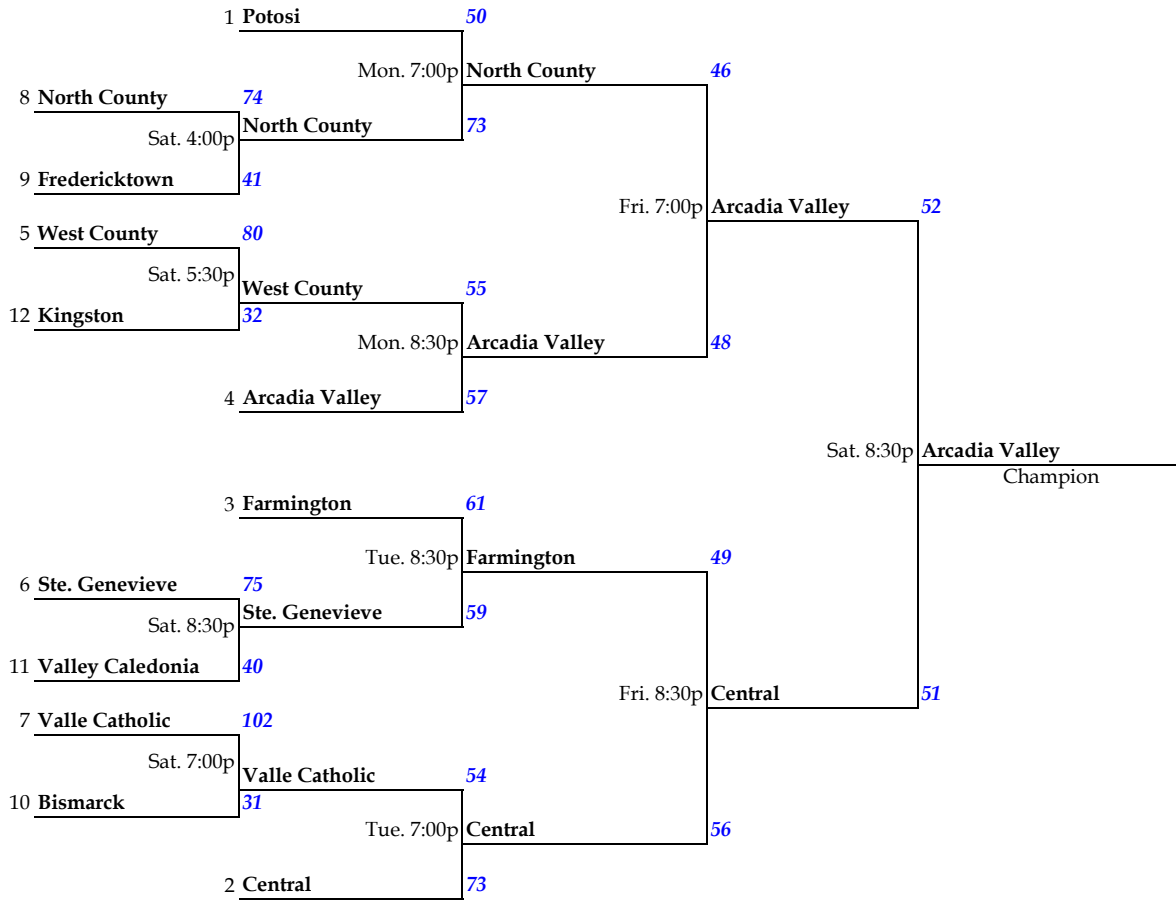 1 Potosi 50
Mon. 7:00p North County 46
8 North County 74
Sat. 4:00p North County 73
9 Fredericktown 41
Fri. 7:00p Arcadia Valley 52
5 West County 80
Sat. 5:30p West County 55
12 Kingston 32
Mon. 8:30p Arcadia Valley 48
4 Arcadia Valley 57
Sat. 8:30p Arcadia Valley
Champion
3 Farmington 61
Tue. 8:30p Farmington 49
6 Ste. Genevieve 75
Sat. 8:30p Ste. Genevieve 59
11 Valley Caledonia 40
Fri. 8:30p Central 51
7 Valle Catholic 102
Sat. 7:00p Valle Catholic 54
10 Bismarck 31
Tue. 7:00p Central 56
2 Central 73